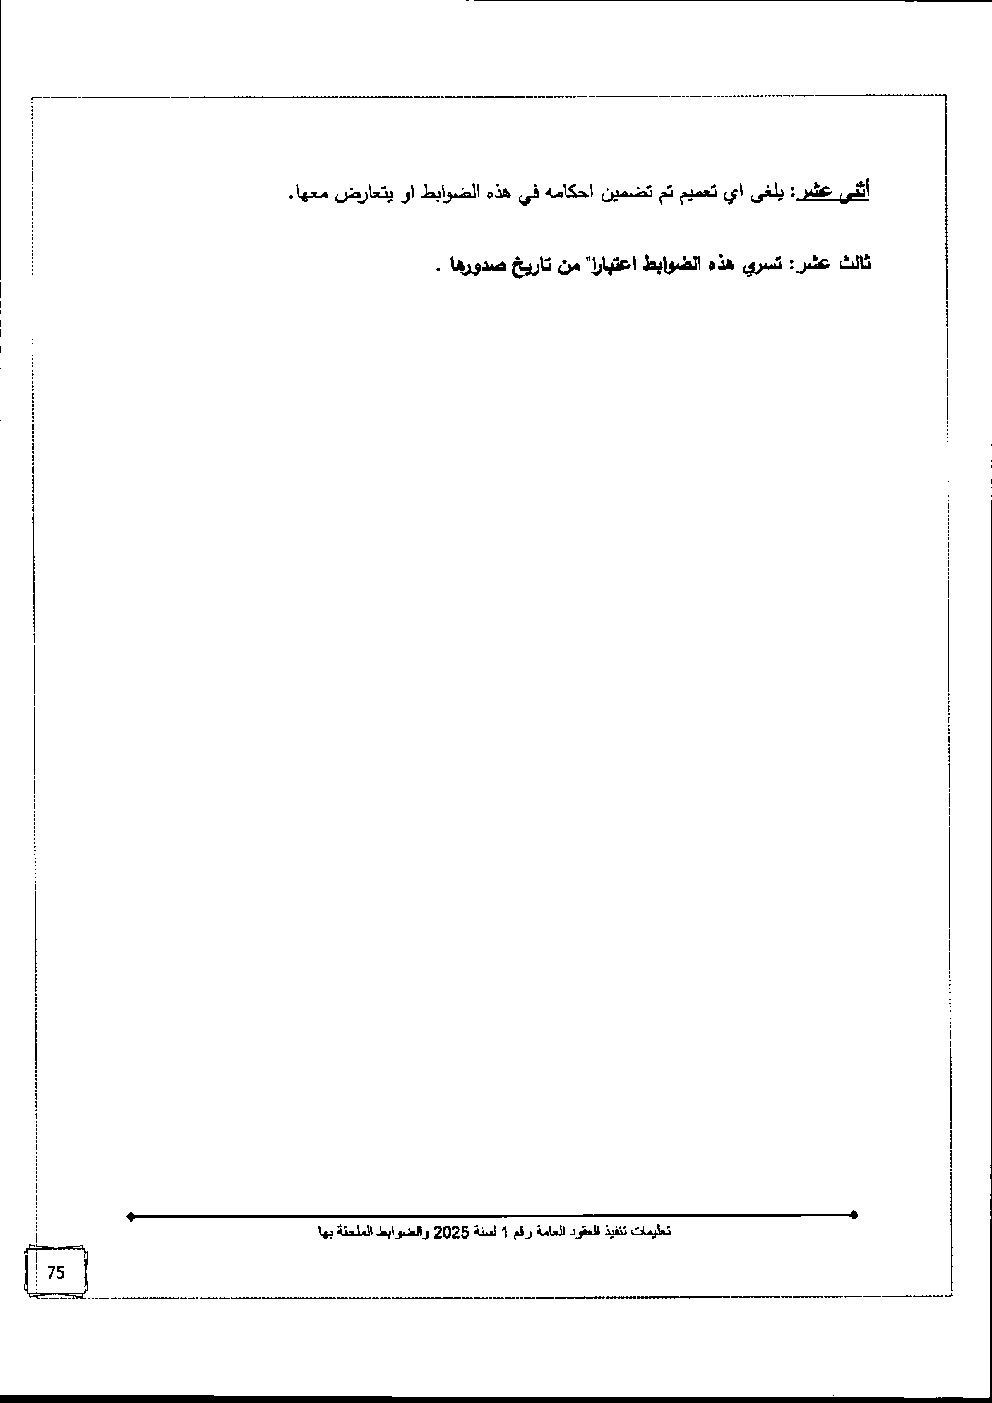 أثنى عشر: يلغى اي تعميم تم تضمين احكامه في هذه الضوابط او يتعارض معها.
ثالث عشر: تسري هذه الضوابط اعتبارا" من تاريخ صدورها .
تعليمات تنفيذ العقود العامة رقم 1 لسنة 2025 والضوابط الملحقة بها
75